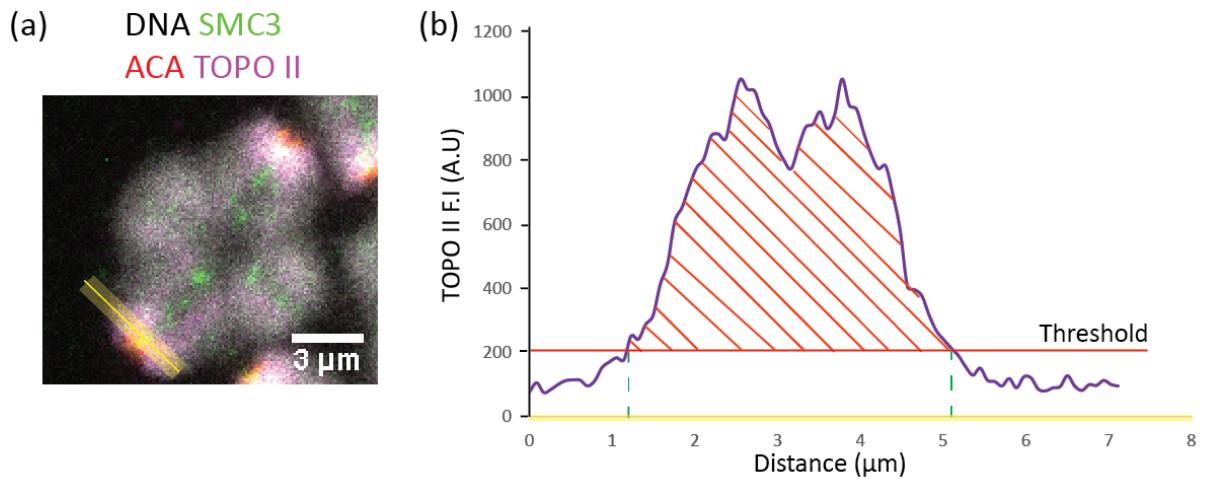 (a)
DNA SMC3
ACA TOPO II
3 µm
(b)
TOPO II F.I (A.U)
1200
1000
800
600
400
200
0
Threshold
0 1 2 3 4 5 6 7 8
Distance (µm)